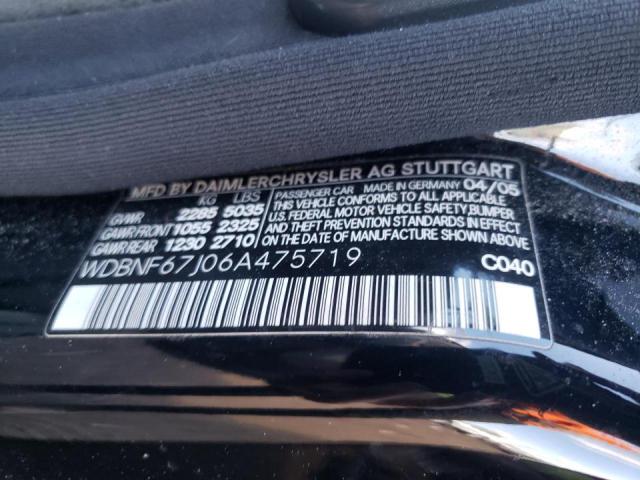 MFD BY DAIMLERCHRYSLER AG STUTTGART
KG LBS
GVWR 2285 5035
GAWR/FRONT 1055 2325
GAWR/REAR 1230 2710
PASSENGER CAR MADE IN GERMANY 04/05
THIS VEHICLE CONFORMS TO ALL APPLICABLE
U.S. FEDERAL MOTOR VEHICLE SAFETY, BUMPER
AND THEFT PREVENTION STANDARDS IN EFFECT
ON THE DATE OF MANUFACTURE SHOWN ABOVE
WDBNF67J06A475719
C040